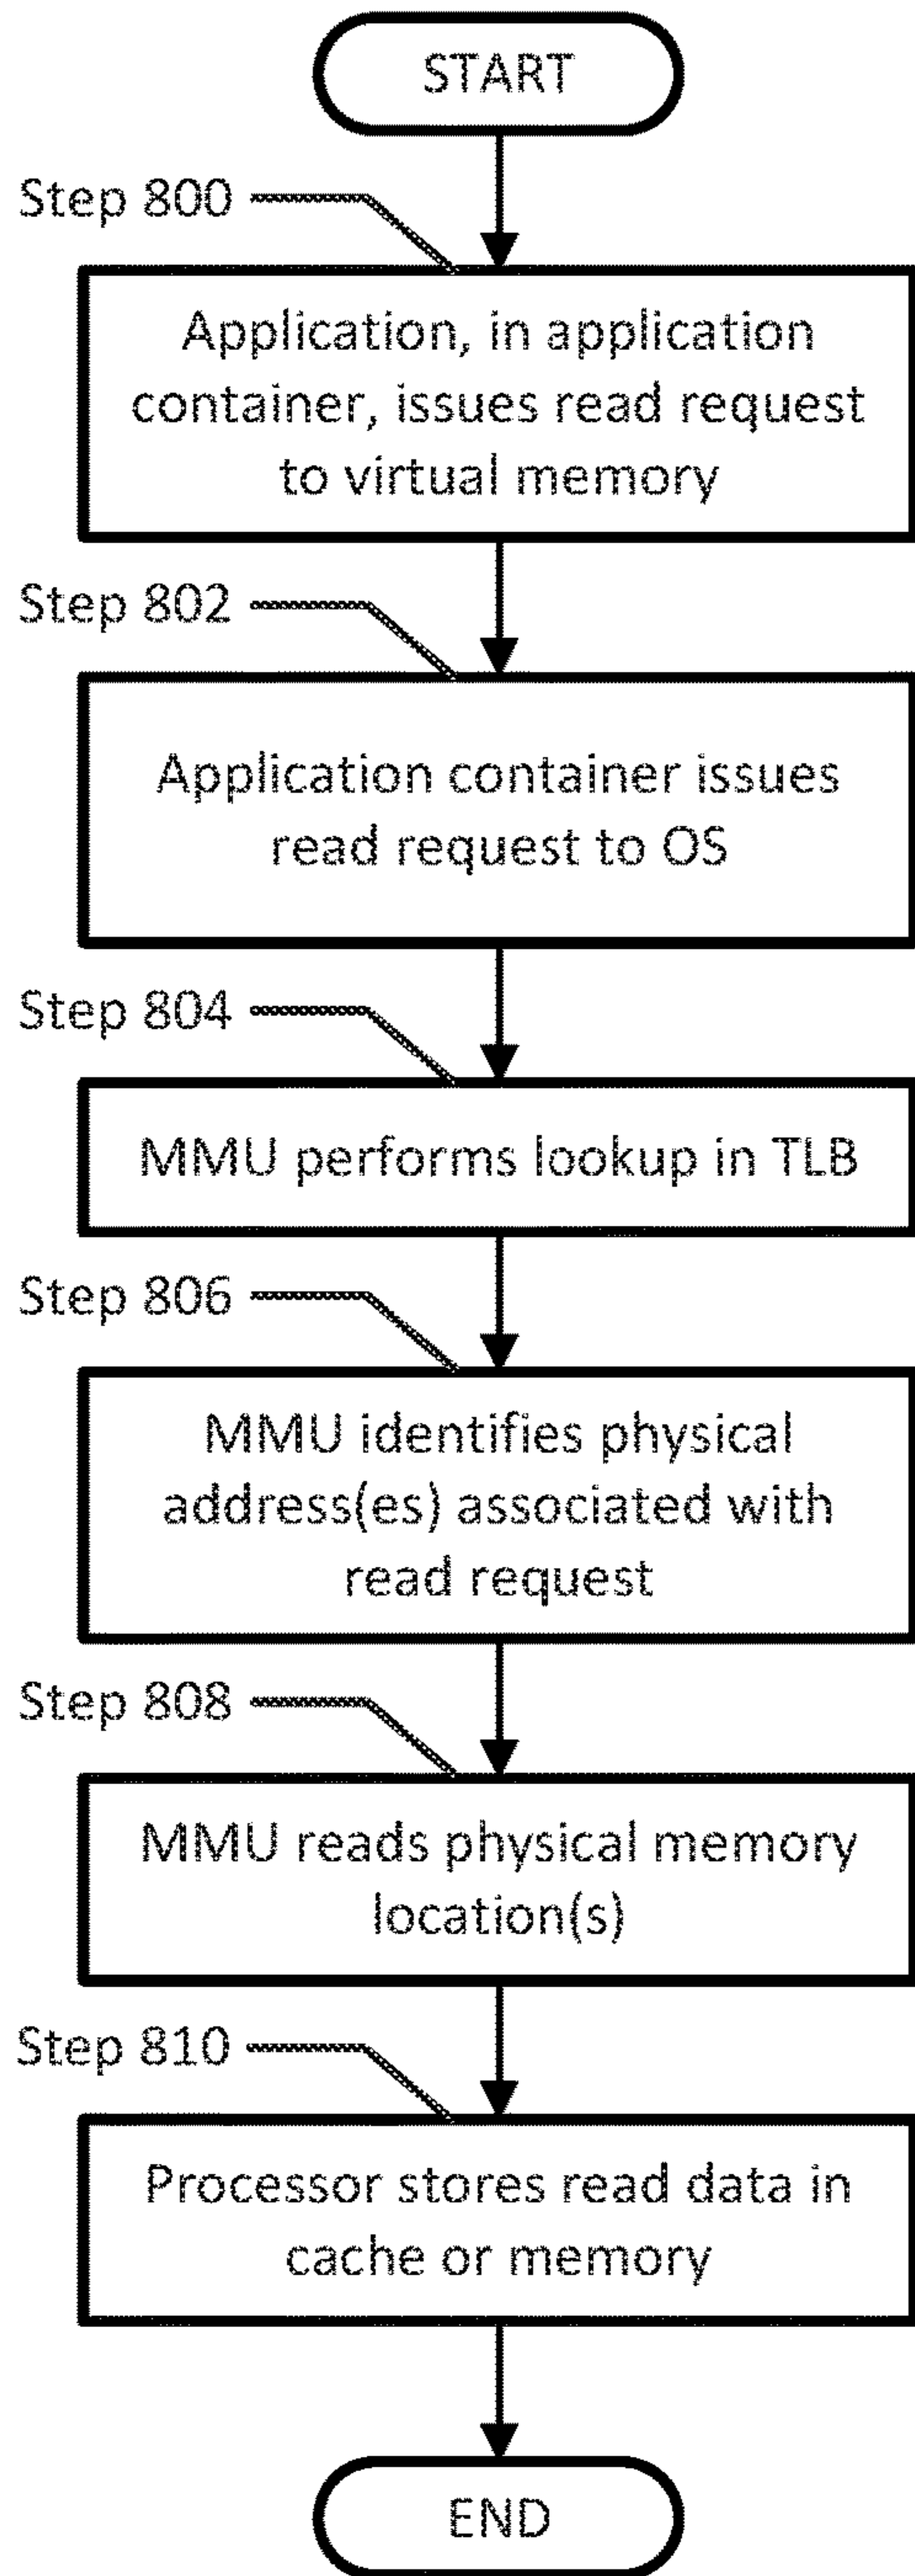 START
Step 800
Application, in application
container, issues read request
to virtual memory
Step 802
Application container issues
read request to OS
Step 804
MMU performs lookup in TLB
Step 806
MMU identifies physical
address(es) associated with
read request
Step 808
MMU reads physical memory
location(s)
Step 810
Processor stores read data in
cache or memory
END